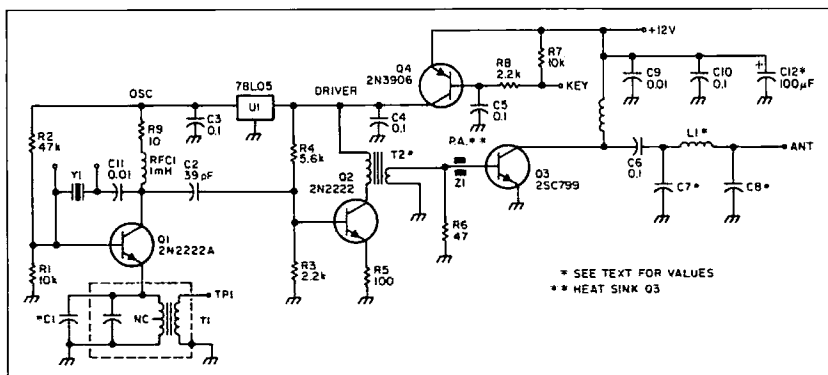 +12V
Q4
2N3906
R8
2.2k
R7
10k
C9
0.01
C10
0.1
+
C12*
100µF
KEY
OSC
78L05
U1
DRIVER
C3
0.1
C4
0.1
C5
0.1
R2
47k
R9
10
RFC1
1mH
Y1
C11
0.01
C2
39pF
R4
5.6k
T2*
P.A.**
Z1
Q3
2SC799
C6
0.1
L1*
ANT
C7*
C8*
Q2
2N2222
Q1
2N2222A
R1
10k
R3
2.2k
R5
100
R6
47
*C1
NC
T1
TP1
* SEE TEXT FOR VALUES
** HEAT SINK Q3